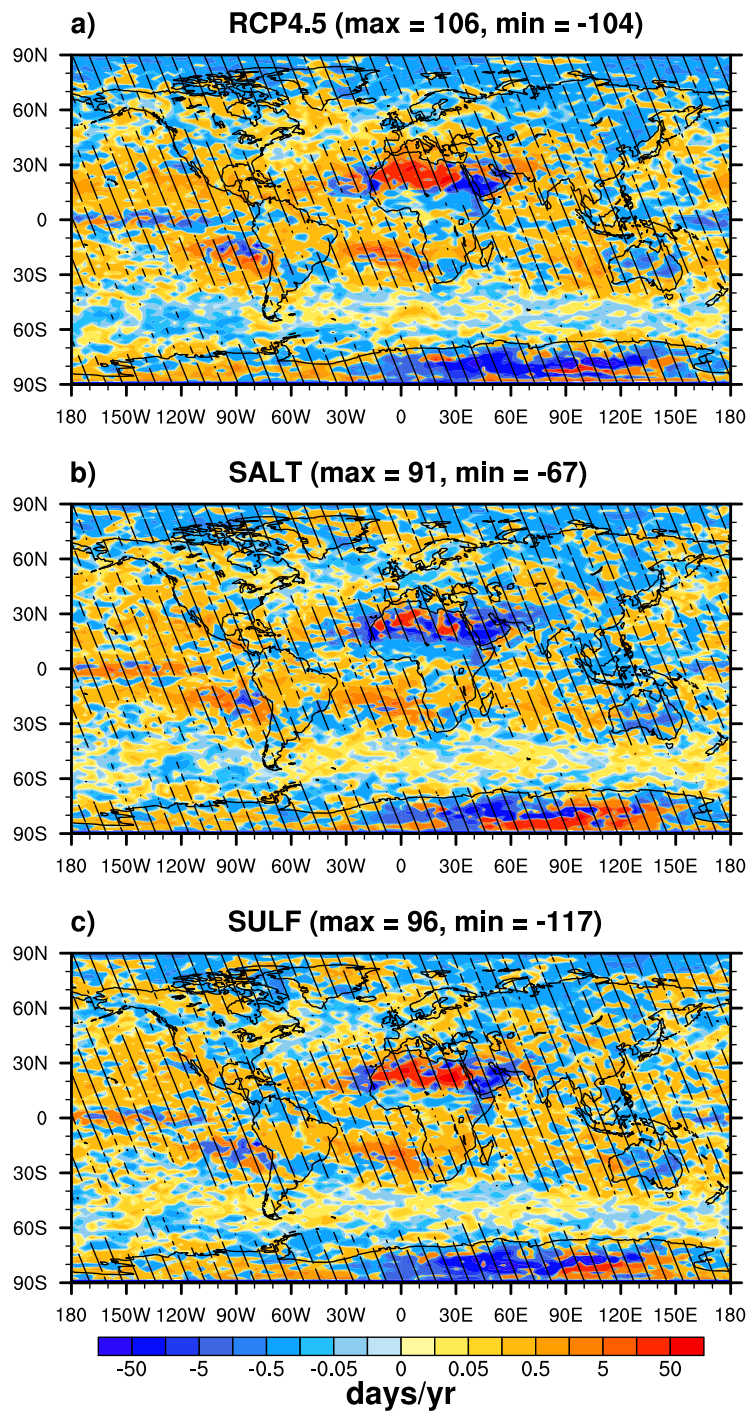 a) RCP4.5 (max = 106, min = -104)
90N
60N
30N
0
30S
60S
90S
180 150W 120W 90W 60W 30W 0 30E 60E 90E 120E 150E 180
b) SALT (max = 91, min = -67)
90N
60N
30N
0
30S
60S
90S
180 150W 120W 90W 60W 30W 0 30E 60E 90E 120E 150E 180
c) SULF (max = 96, min = -117)
90N
60N
30N
0
30S
60S
90S
180 150W 120W 90W 60W 30W 0 30E 60E 90E 120E 150E 180
-50 -5 -0.5 -0.05 0 0.05 0.5 5 50
days/yr